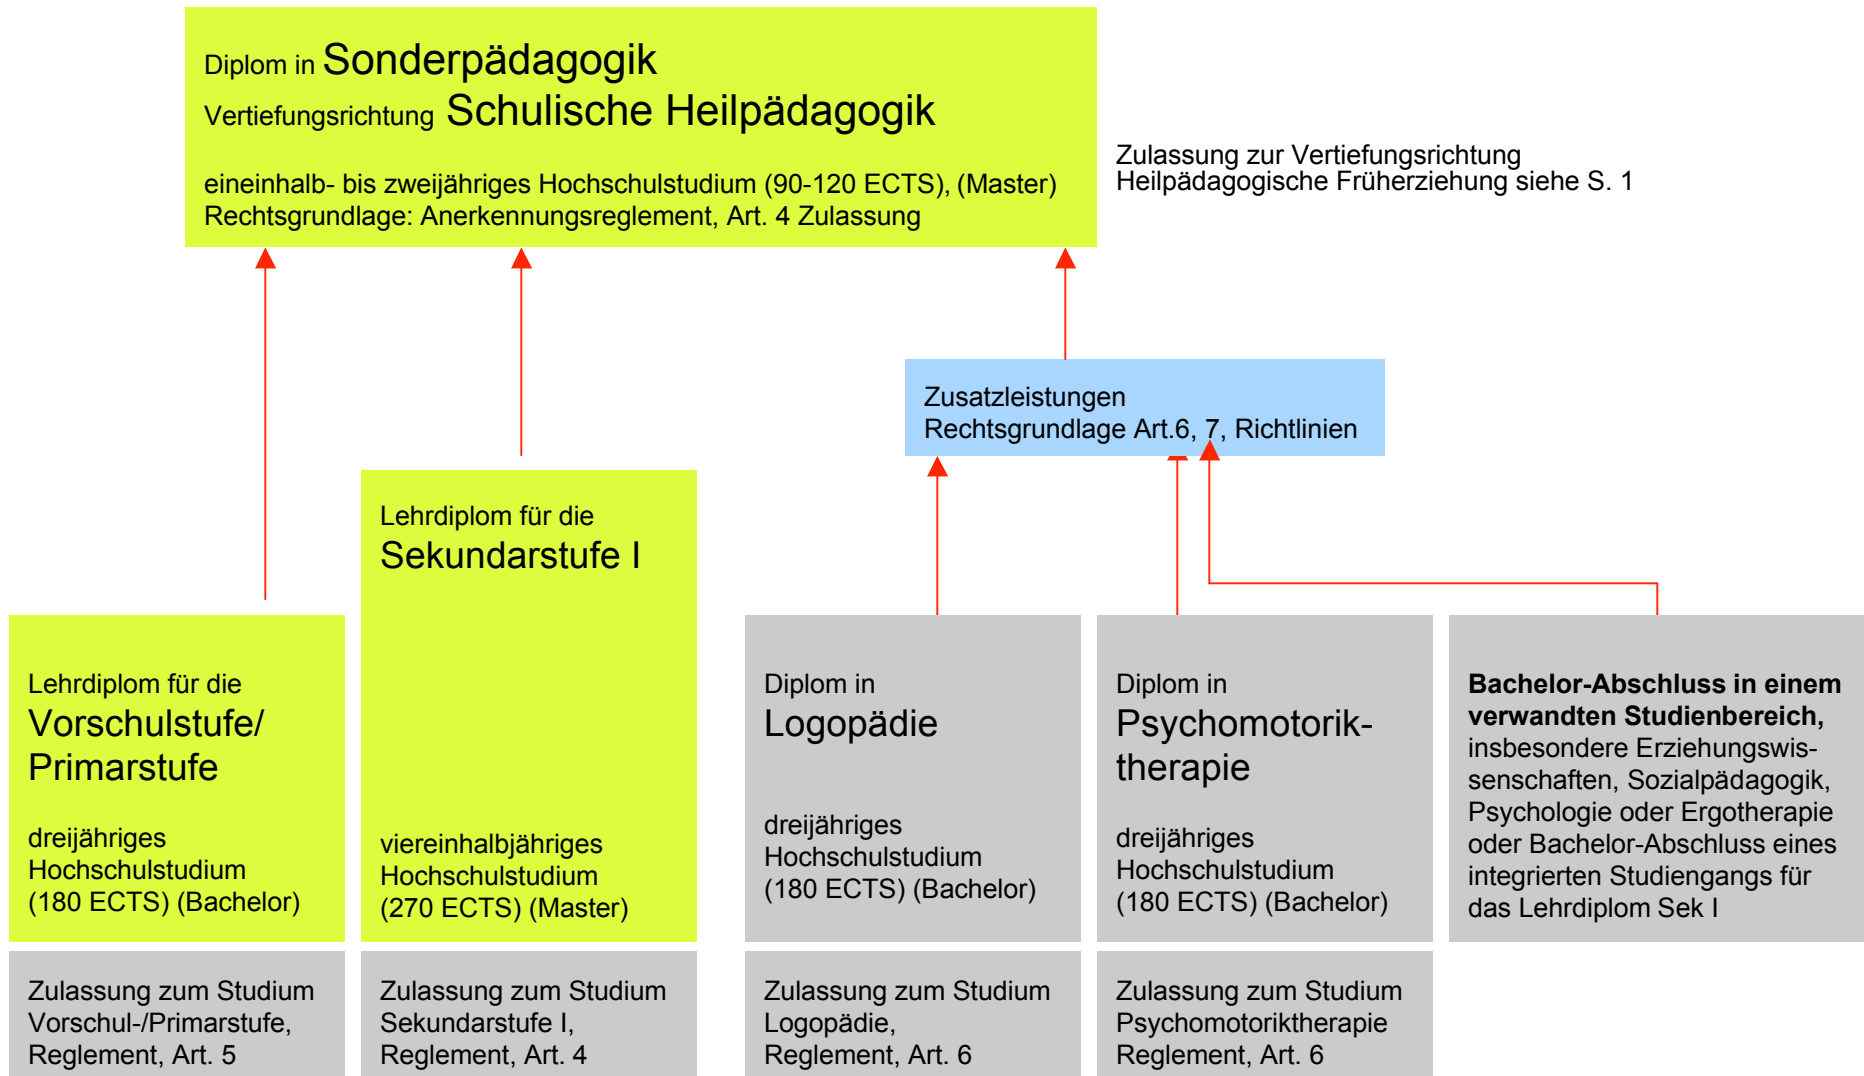 Diplom in Sonderpädagogik
Vertiefungsrichtung Schulische Heilpädagogik
eineinhalb- bis zweijähriges Hochschulstudium (90-120 ECTS), (Master)
Rechtsgrundlage: Anerkennungsreglement, Art. 4 Zulassung
Zulassung zur Vertiefungsrichtung
Heilpädagogische Früherziehung siehe S. 1
Zusatzleistungen
Rechtsgrundlage Art.6, 7, Richtlinien
Lehrdiplom für die
Vorschulstufe/
Primarstufe
dreijähriges
Hochschulstudium
(180 ECTS) (Bachelor)
Lehrdiplom für die
Sekundarstufe I
viereinhalbjähriges
Hochschulstudium
(270 ECTS) (Master)
Diplom in
Logopädie
dreijähriges
Hochschulstudium
(180 ECTS) (Bachelor)
Diplom in
Psychomotorik-
therapie
dreijähriges
Hochschulstudium
(180 ECTS) (Bachelor)
Bachelor-Abschluss in einem
verwandten Studienbereich,
insbesondere Erziehungswis-
senschaften, Sozialpädagogik,
Psychologie oder Ergotherapie
oder Bachelor-Abschluss eines
integrierten Studiengangs für
das Lehrdiplom Sek I
Zulassung zum Studium
Vorschul-/Primarstufe,
Reglement, Art. 5
Zulassung zum Studium
Sekundarstufe I,
Reglement, Art. 4
Zulassung zum Studium
Logopädie,
Reglement, Art. 6
Zulassung zum Studium
Psychomotoriktherapie
Reglement, Art. 6